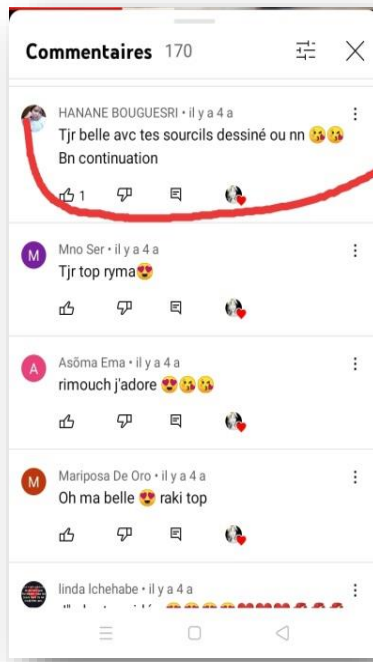 Commentaires 170
HANANE BOUGUESRI • il y a 4 a
Tjr belle avc tes sourcils dessiné ou nn 😘😘
Bn continuation
1
M
Mno Ser • il y a 4 a
Tjr top ryma😍
A
Asōma Ema • il y a 4 a
rimouch j'adore 😍😘😘
M
Mariposa De Oro • il y a 4 a
Oh ma belle 😍 raki top
linda Ichehabe • il y a 4 a